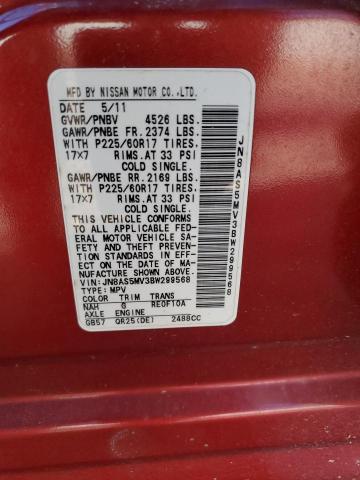 MFD BY NISSAN MOTOR CO.,LTD.
DATE 5/11
GVWR/PNBV 4526 LBS.
GAWR/PNBE FR. 2374 LBS.
WITH P225/60R17 TIRES,
17X7 RIMS, AT 33 PSI
COLD SINGLE.
GAWR/PNBE RR. 2169 LBS.
WITH P225/60R17 TIRES,
17X7 RIMS, AT 33 PSI
COLD SINGLE.
THIS VEHICLE CONFORMS
TO ALL APPLICABLE FED-
ERAL MOTOR VEHICLE SA-
FETY AND THEFT PREVEN-
TION STANDARDS IN EFF-
ECT ON THE DATE OF MA-
NUFACTURE SHOWN ABOVE.
VIN: JN8AS5MV3BW299568
TYPE: MPV
COLOR TRIM TRANS
NAH G RE0F10A
AXLE ENGINE
GB57 QR25(DE) 2488CC
JN8AS5MV3BW299568